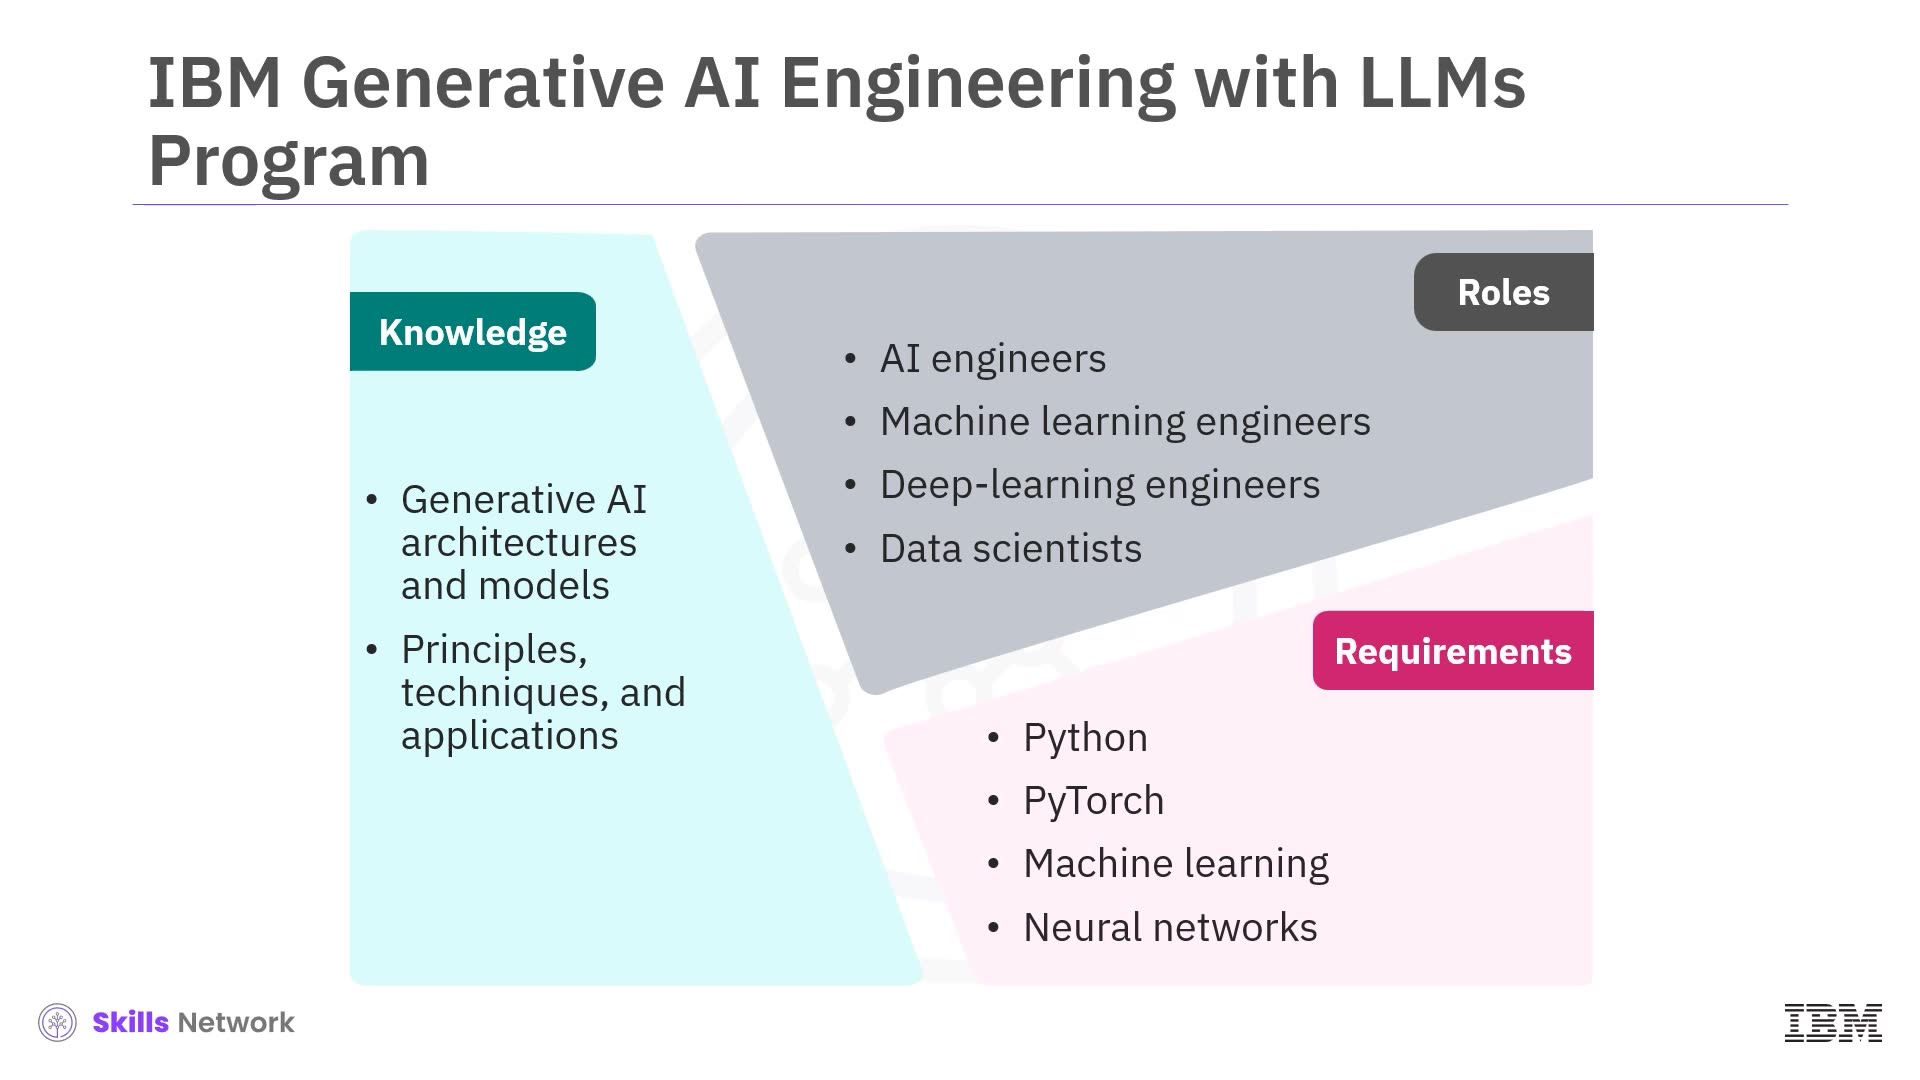 IBM Generative AI Engineering with LLMs
Program
Knowledge
• Generative AI
architectures
and models
• Principles,
techniques, and
applications
Roles
• AI engineers
• Machine learning engineers
• Deep-learning engineers
• Data scientists
Requirements
• Python
• PyTorch
• Machine learning
• Neural networks
Skills Network
IBM